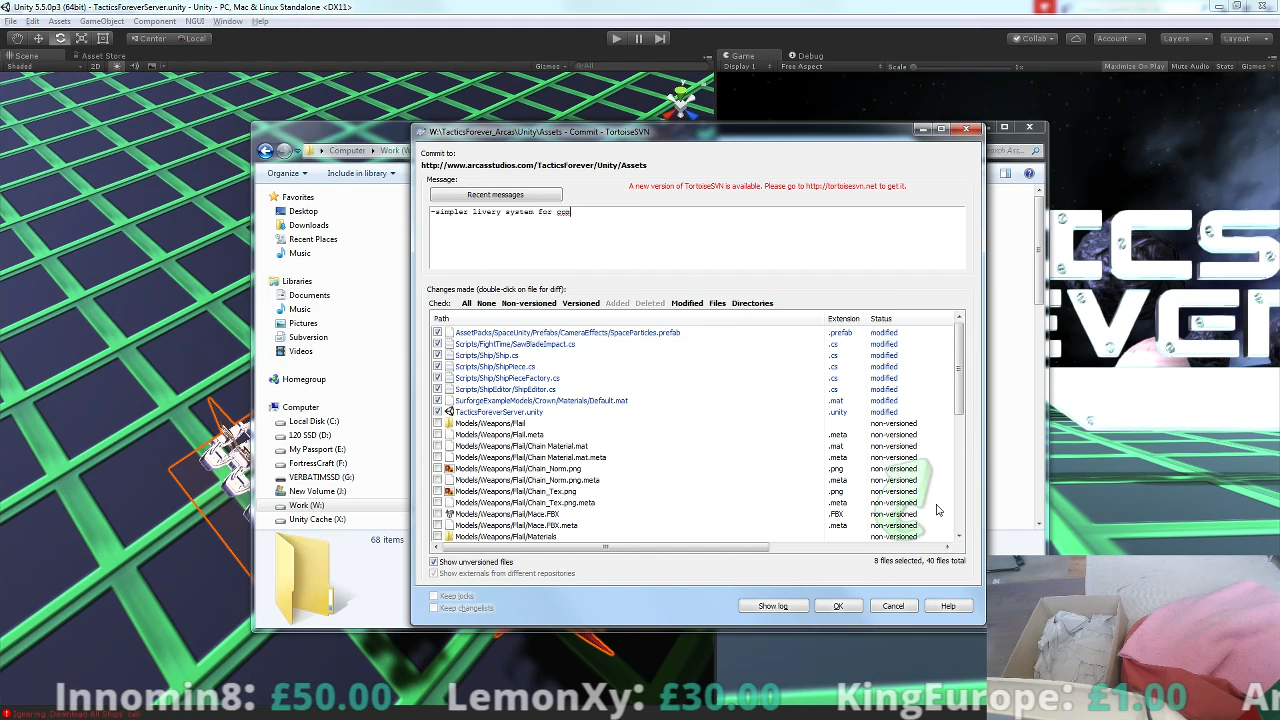 Unity 5.5.0p3 (64bit) - TacticsForeverServer.unity - Unity - PC, Mac & Linux Standalone <DX11>
File Edit Assets GameObject Component Server NGUI Window Help
Center Local Collab Account Layers Layout
Scene Asset Store Game Debug
Shaded 2D Gizmos All Display 1 Free Aspect Scale 1x Maximize On Play Mute Audio Stats Gizmos
W:\TacticsForever_Arcas\Unity\Assets - Commit - TortoiseSVN
Computer Work (W
Organize Include in library
Favorites
Desktop
Downloads
Recent Places
Music
Libraries
Documents
Music
Pictures
Subversion
Videos
Homegroup
Computer
Local Disk (C:)
120 SSD (D:)
My Passport (E:)
FortressCraft (F:)
VERBATIMSSD (G:)
New Volume (J:)
Work (W:)
Unity Cache (X:)
68 items
Commit to:
http://www.arcasstudios.com/TacticsForever/Unity/Assets
Message:
Recent messages
A new version of TortoiseSVN is available. Please go to http://tortoisesvn.net to get it.
-simpler livery system for
Changes made (double-click on file for diff):
Check: All None Non-versioned Versioned Added Deleted Modified Files Directories
Path Extension Status
AssetPacks/SpaceUnity/Prefabs/CameraEffects/SpaceParticles.prefab .prefab modified
Scripts/FightTime/SawBladeImpact.cs .cs modified
Scripts/Ship/Ship.cs .cs modified
Scripts/Ship/ShipPiece.cs .cs modified
Scripts/Ship/ShipPieceFactory.cs .cs modified
Scripts/ShipEditor/ShipEditor.cs .cs modified
SurforgeExampleModels/Crown/Materials/Default.mat .mat modified
TacticsForeverServer.unity .unity modified
Models/Weapons/Flail non-versioned
Models/Weapons/Flail.meta .meta non-versioned
Models/Weapons/Flail/Chain Material.mat .mat non-versioned
Models/Weapons/Flail/Chain Material.mat.meta .meta non-versioned
Models/Weapons/Flail/Chain_Norm.png .png non-versioned
Models/Weapons/Flail/Chain_Norm.png.meta .meta non-versioned
Models/Weapons/Flail/Chain_Tex.png .png non-versioned
Models/Weapons/Flail/Chain_Tex.png.meta .meta non-versioned
Models/Weapons/Flail/Mace.FBX .FBX non-versioned
Models/Weapons/Flail/Mace.FBX.meta .meta non-versioned
Models/Weapons/Flail/Materials non-versioned
Show unversioned files
8 files selected, 40 files total
Show externals from different repositories
Keep locks
Keep changelists
Show log OK Cancel Help
ICS
EVER
Innomin8: £50.00 LemonXy: £30.00 KingEurope: £1.00 Ar
Ignoring 'Download All Ships' call